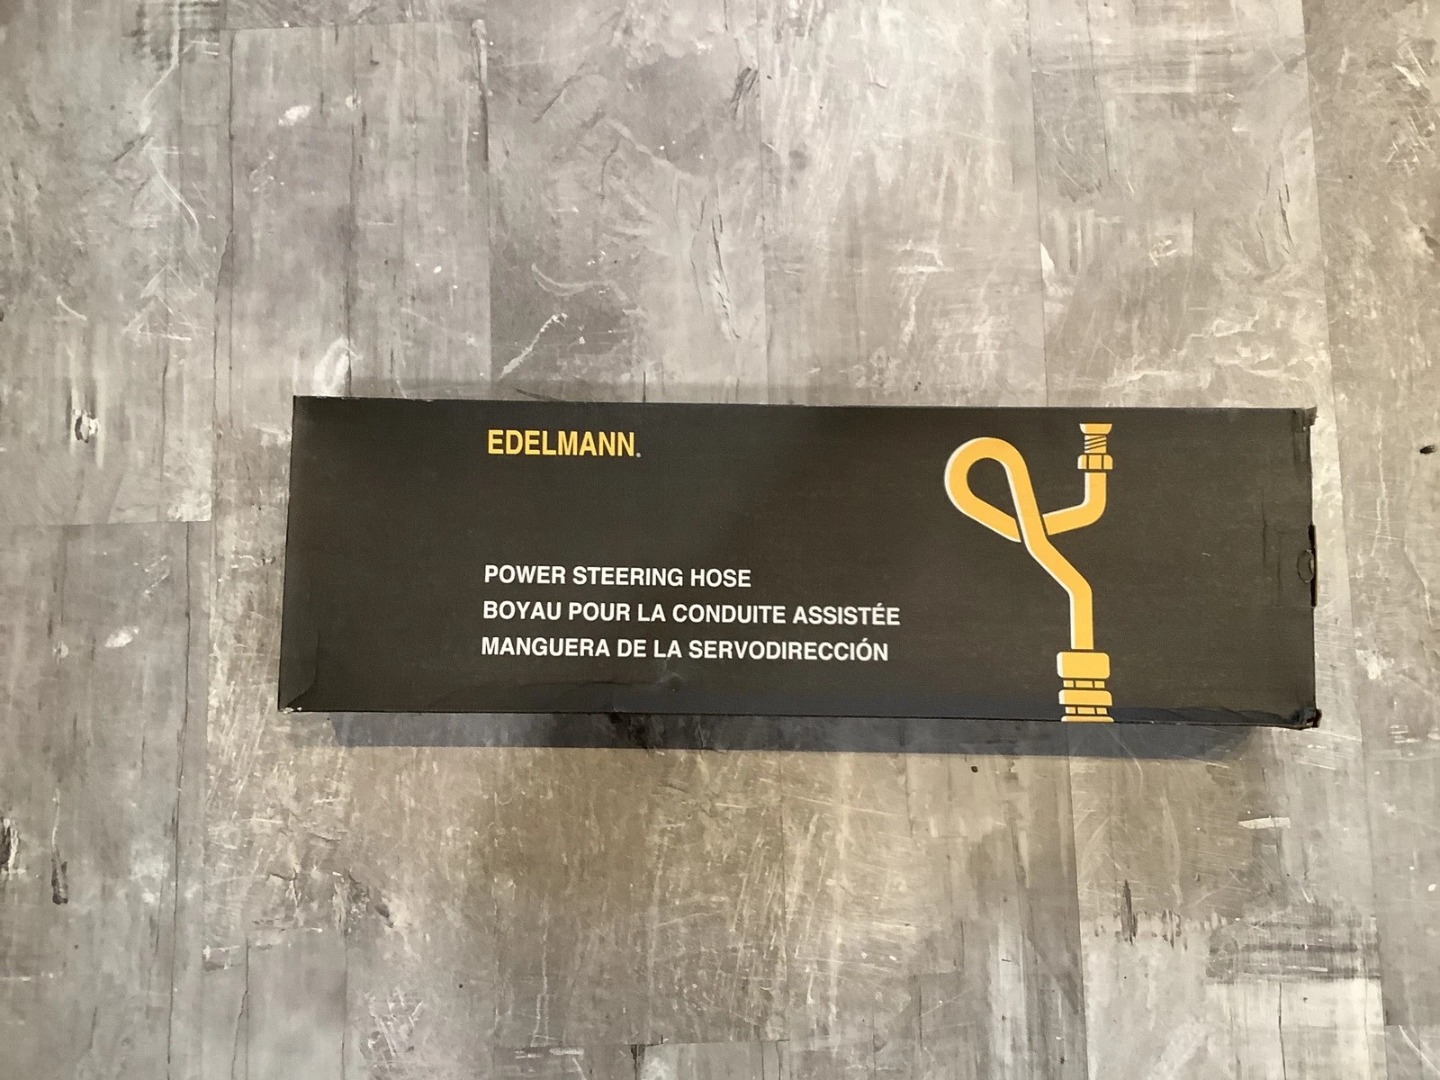 EDELMANN.
POWER STEERING HOSE
BOYAU POUR LA CONDUITE ASSISTÉE
MANGUERA DE LA SERVODIRECCIÓN